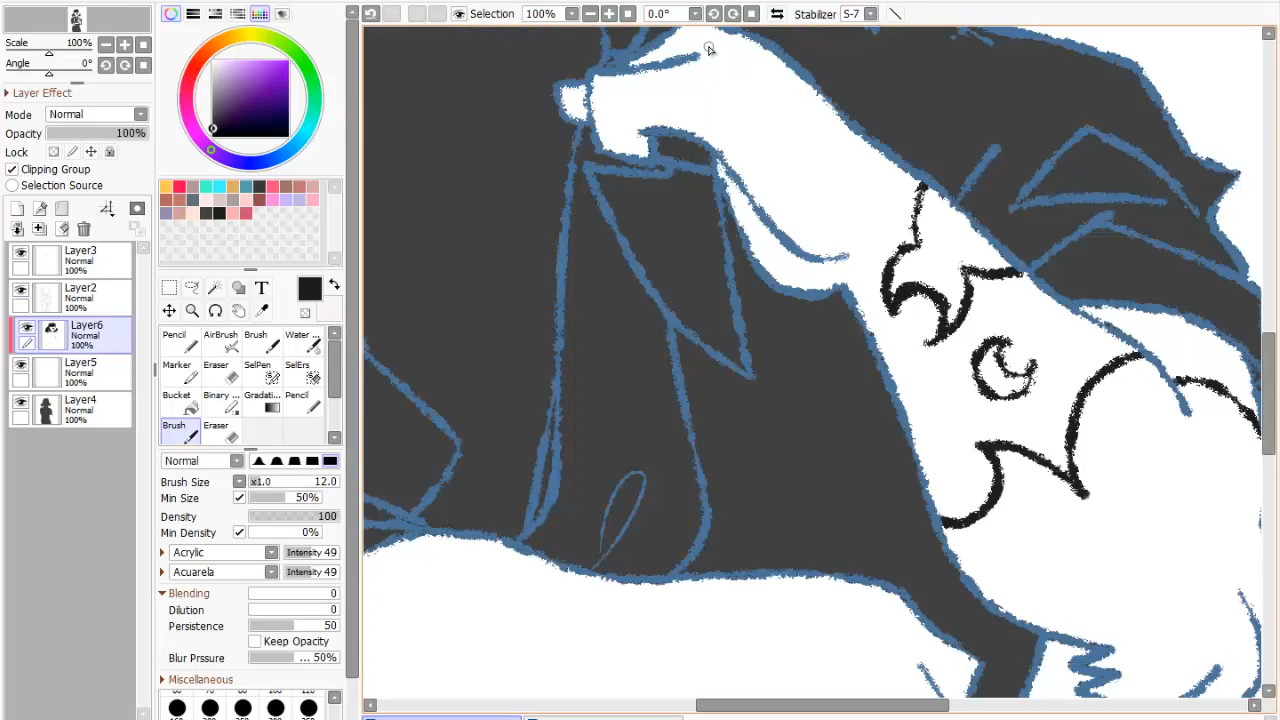 Scale 100%
Angle 0°
Layer Effect
Mode Normal
Opacity 100%
Lock
Clipping Group
Selection Source
Layer3
Normal
100%
Layer2
Normal
100%
Layer6
Normal
100%
Layer5
Normal
100%
Layer4
Normal
100%
Selection 100% 0.0° Stabilizer S-7
T
Pencil AirBrush Brush Water ...
Marker Eraser SelPen SelErs
Bucket Binary ... Gradati... Pencil
Brush Eraser
Normal
Brush Size x1.0 12.0
Min Size 50%
Density 100
Min Density 0%
Acrylic Intensity 49
Acuarela Intensity 49
Blending 0
Dilution 0
Persistence 50
Keep Opacity
Blur Prssure ... 50%
Miscellaneous